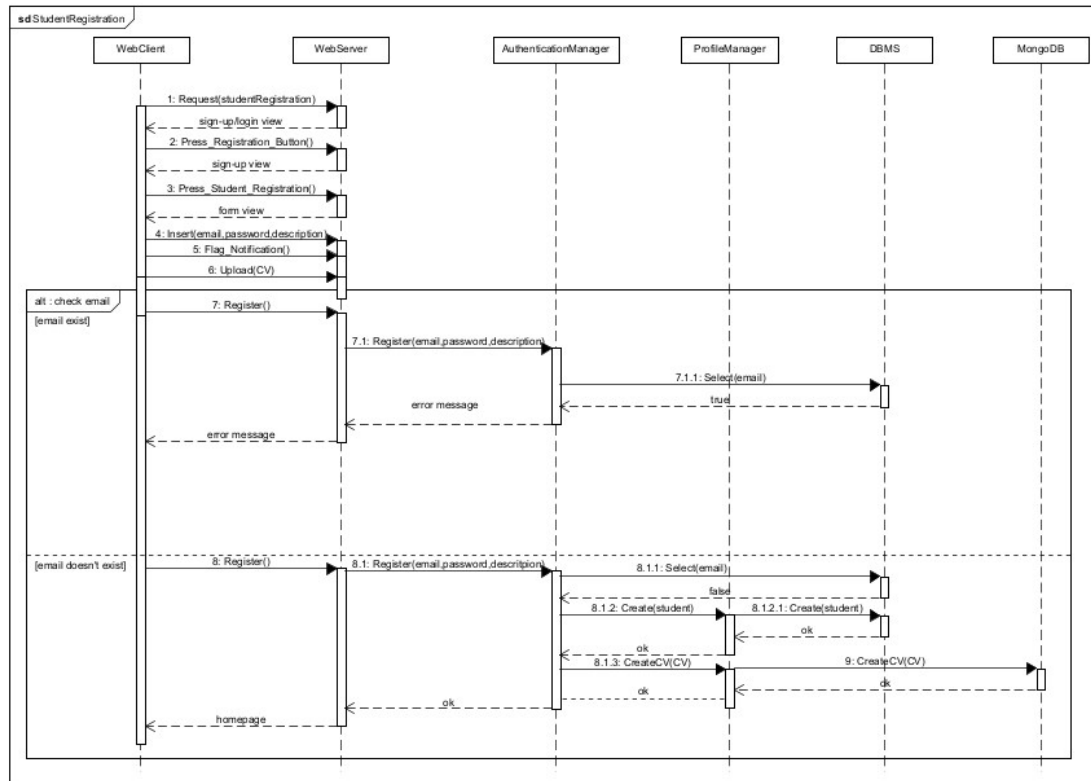 sd StudentRegistration
WebClient
WebServer
AuthenticationManager
ProfileManager
DBMS
MongoDB
1: Request(studentRegistration)
sign-up/login view
2: Press_Registration_Button()
sign-up view
3: Press_Student_Registration()
form view
4: Insert(email,password,description)
5: Flag_Notification()
6: Upload(CV)
alt : check email
7: Register()
[email exist]
7.1: Register(email,password,description)
7.1.1: Select(email)
true
error message
error message
[email doesn't exist]
8: Register()
8.1: Register(email,password,descritpion)
8.1.1: Select(email)
false
8.1.2: Create(student)
8.1.2.1: Create(student)
ok
ok
8.1.3: CreateCV(CV)
9: CreateCV(CV)
ok
ok
ok
homepage